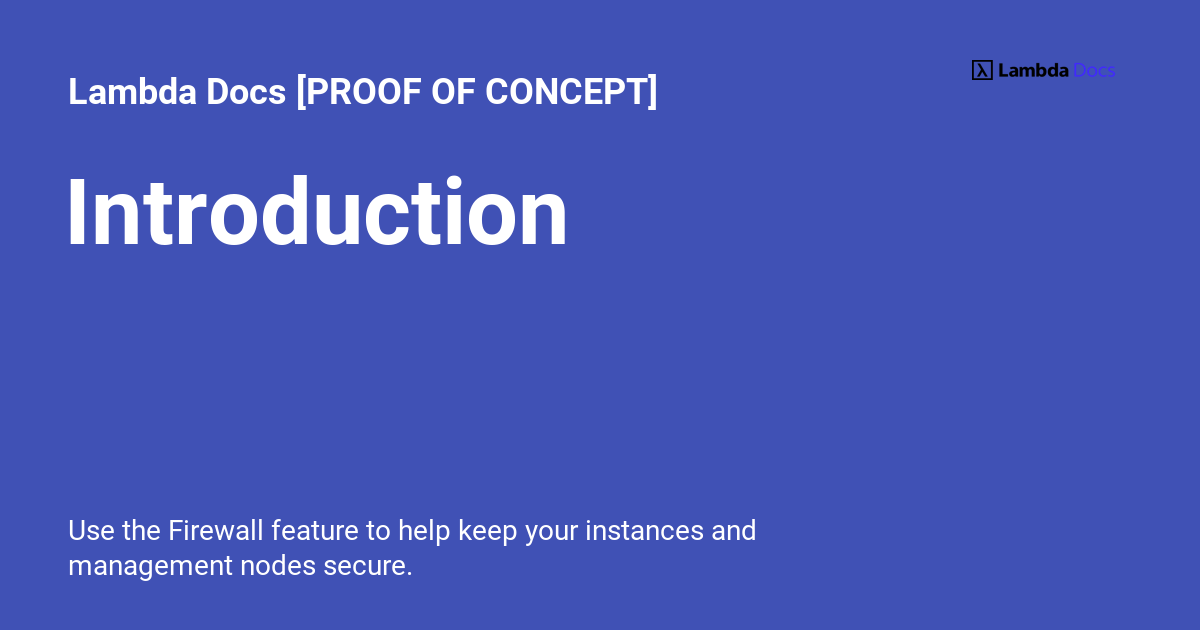 Lambda Docs [PROOF OF CONCEPT]
λ Lambda Docs
Introduction
Use the Firewall feature to help keep your instances and
management nodes secure.